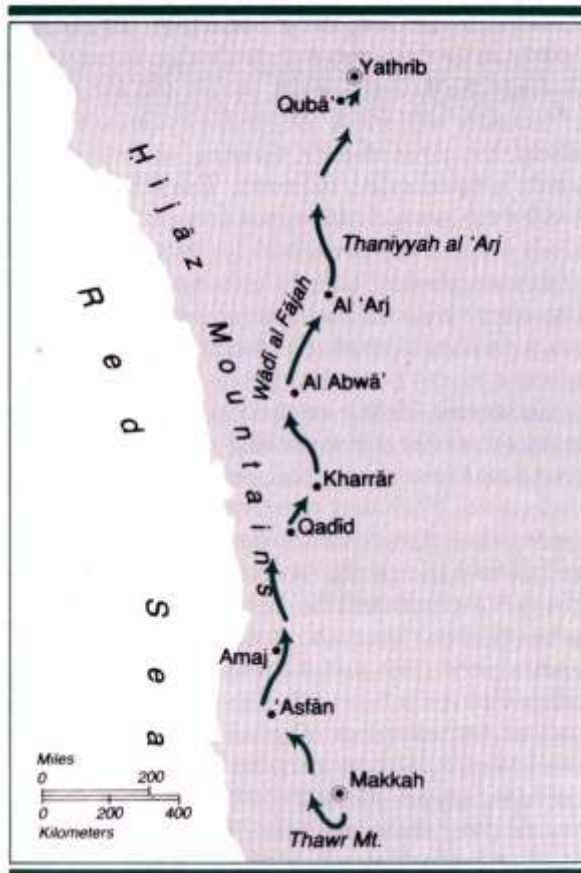 Yathrib
Qubā'
Hijāz Mountains
Red Sea
Thaniyyah al 'Arj
Wādī al Fājah
Al 'Arj
Al Abwā'
Kharrār
Qadīd
Amaj
'Asfān
Miles
0 200
0 200 400
Kilometers
Makkah
Thawr Mt.